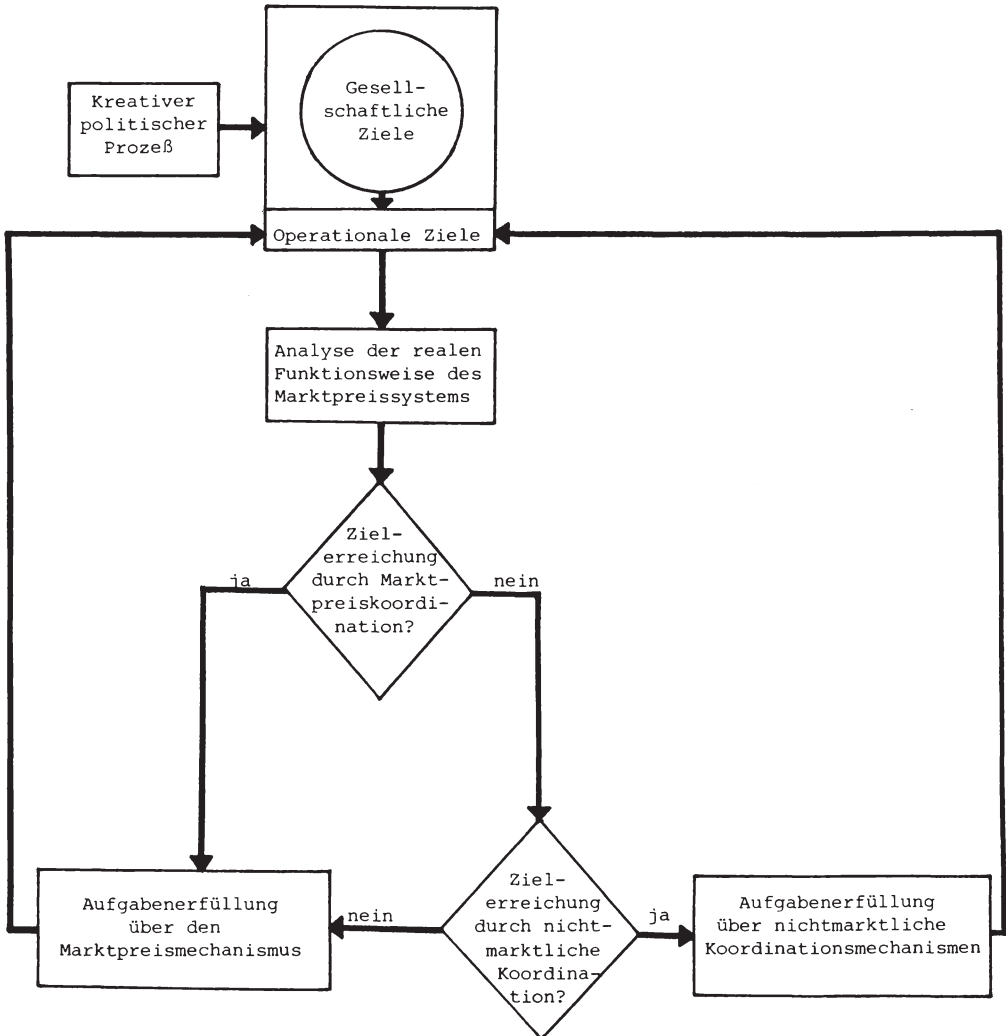 Gesell-
schaftliche
Ziele
Kreativer
politischer
Prozeß
Operationale Ziele
Analyse der realen
Funktionsweise des
Marktpreissystems
Ziel-
erreichung
durch Markt-
preiskoordi-
nation?
ja
nein
Ziel-
erreichung
durch nicht-
marktliche
Koordina-
tion?
nein
ja
Aufgabenerfüllung
über den
Marktpreismechanismus
Aufgabenerfüllung
über nichtmarktliche
Koordinationsmechanismen